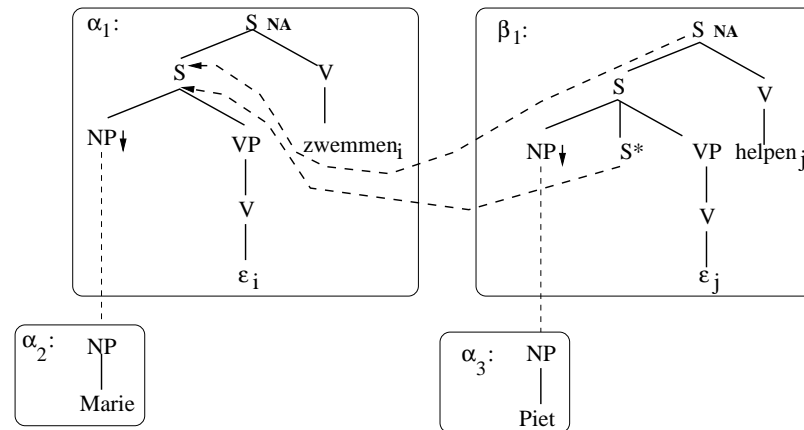 α1:
S NA
S V
NP↓ VP zwemmen i
V
ε i
β1:
S NA
S V
NP↓ S* VP helpen j
V
ε j
α2: NP
Marie
α3: NP
Piet